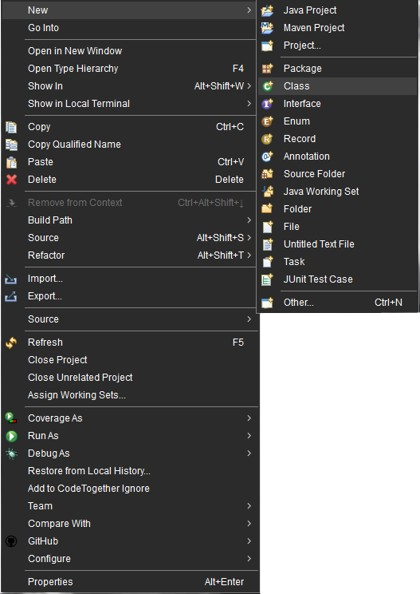 New
Go Into
Open in New Window
Open Type Hierarchy F4
Show In Alt+Shift+W
Show in Local Terminal
Copy Ctrl+C
Copy Qualified Name
Paste Ctrl+V
Delete Delete
Remove from Context Ctrl+Alt+Shift+↓
Build Path
Source Alt+Shift+S
Refactor Alt+Shift+T
Import...
Export...
Source
Refresh F5
Close Project
Close Unrelated Project
Assign Working Sets...
Coverage As
Run As
Debug As
Restore from Local History...
Add to CodeTogether Ignore
Team
Compare With
GitHub
Configure
Properties Alt+Enter
Java Project
Maven Project
Project...
Package
Class
Interface
Enum
Record
Annotation
Source Folder
Java Working Set
Folder
File
Untitled Text File
Task
JUnit Test Case
Other... Ctrl+N